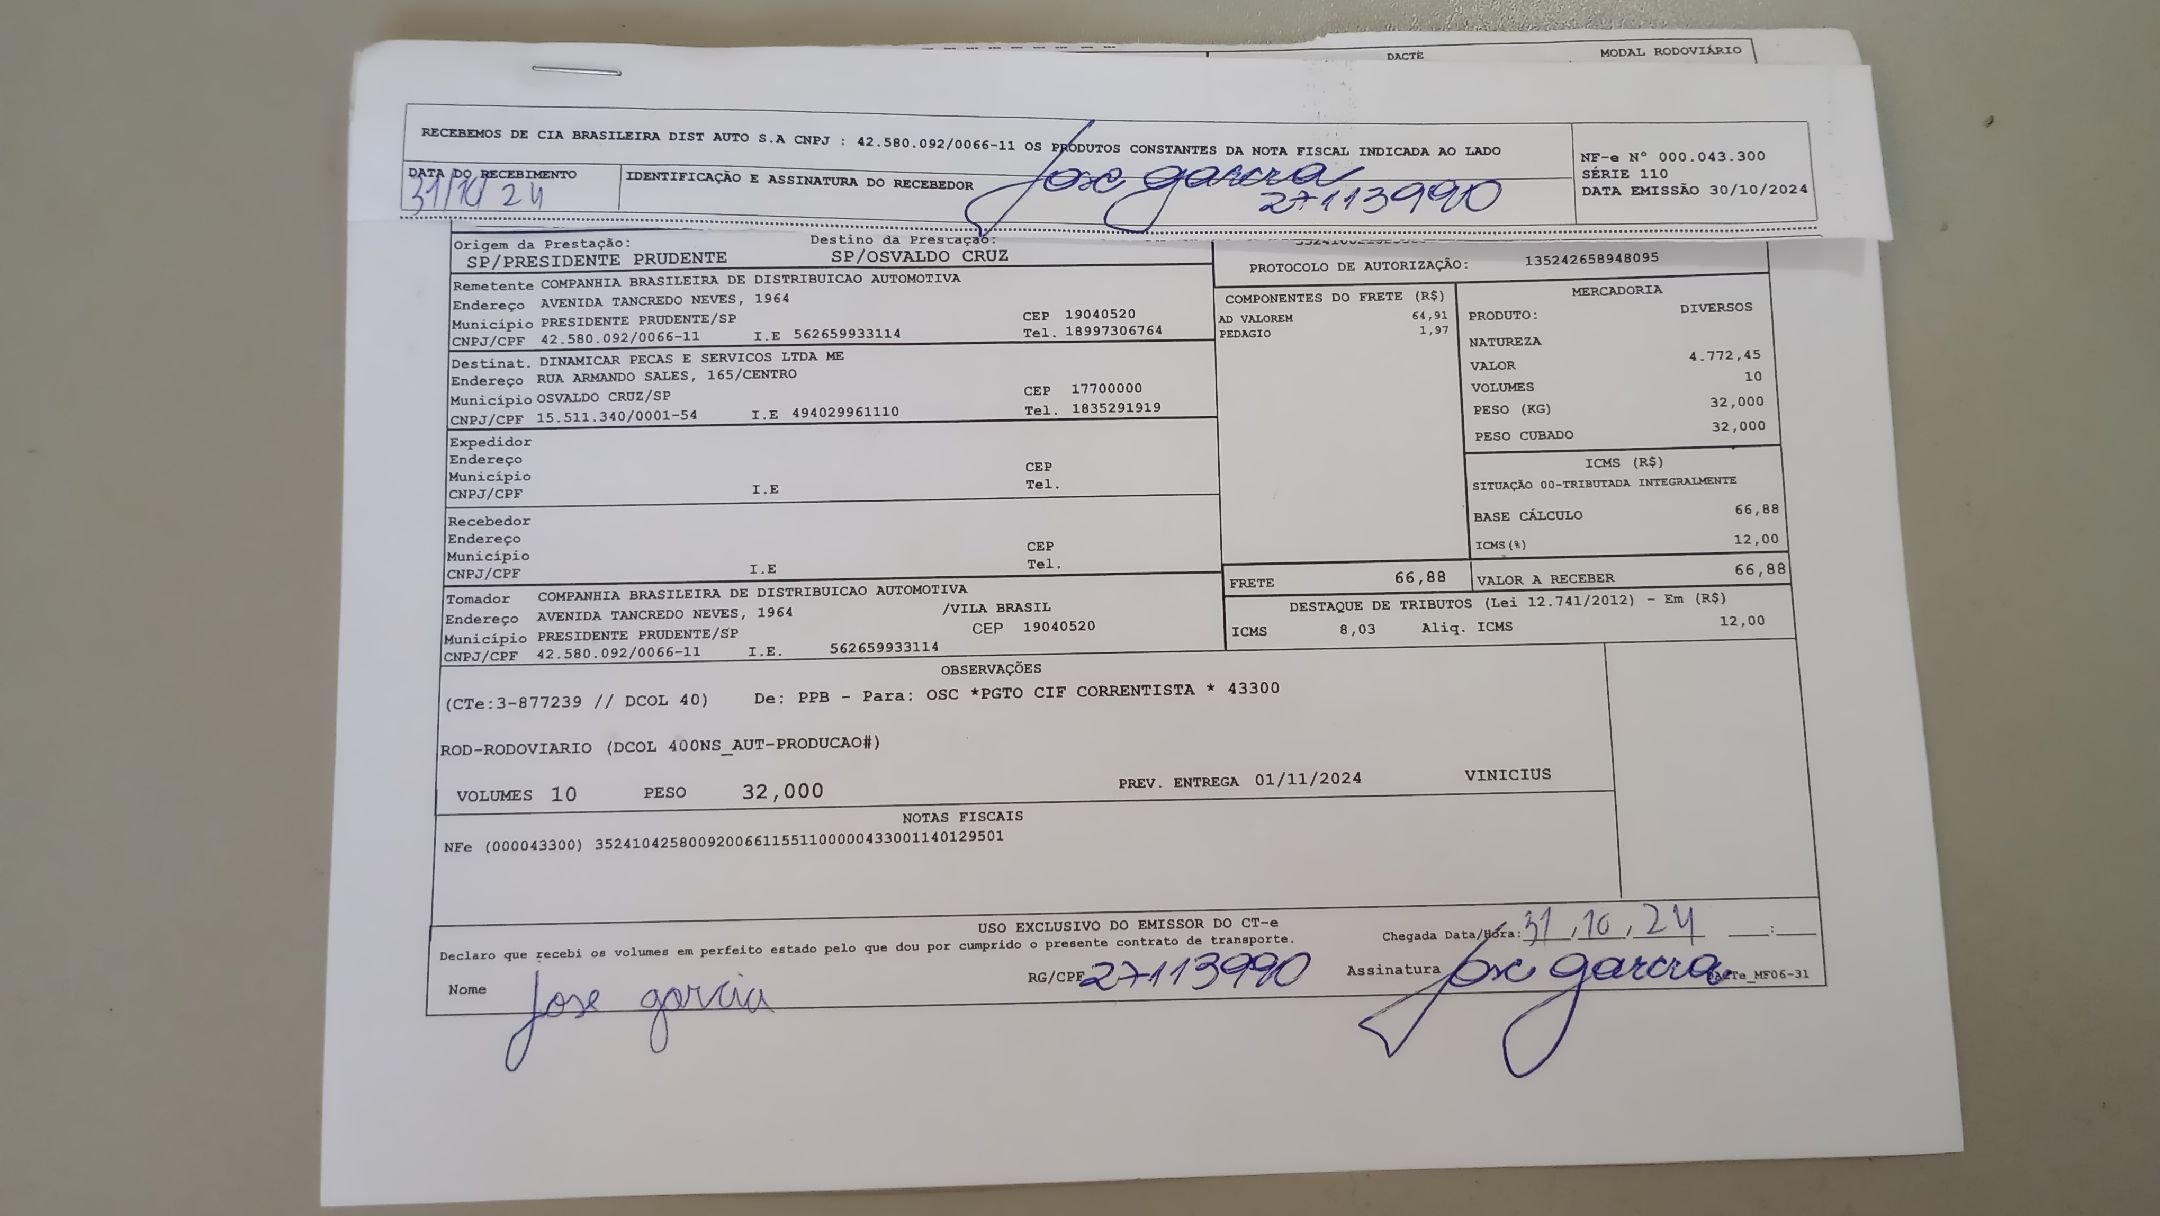 DACTE MODAL RODOVIÁRIO
RECEBEMOS DE CIA BRASILEIRA DIST AUTO S.A CNPJ : 42.580.092/0066-11 OS PRODUTOS CONSTANTES DA NOTA FISCAL INDICADA AO LADO
NF-e Nº 000.043.300
SÉRIE 110
DATA EMISSÃO 30/10/2024
DATA DO RECEBIMENTO
31/10/24
IDENTIFICAÇÃO E ASSINATURA DO RECEBEDOR
Jose garcia
27113990
Origem da Prestação: Destino da Prestação:
SP/PRESIDENTE PRUDENTE SP/OSVALDO CRUZ
PROTOCOLO DE AUTORIZAÇÃO: 135242658948095
Remetente COMPANHIA BRASILEIRA DE DISTRIBUICAO AUTOMOTIVA
Endereço AVENIDA TANCREDO NEVES, 1964
Município PRESIDENTE PRUDENTE/SP CEP 19040520
CNPJ/CPF 42.580.092/0066-11 I.E 562659933114 Tel. 18997306764
Destinat. DINAMICAR PECAS E SERVICOS LTDA ME
Endereço RUA ARMANDO SALES, 165/CENTRO
Município OSVALDO CRUZ/SP CEP 17700000
CNPJ/CPF 15.511.340/0001-54 I.E 494029961110 Tel. 1835291919
Expedidor
Endereço
Município CEP
CNPJ/CPF I.E Tel.
Recebedor
Endereço
Município CEP
CNPJ/CPF I.E Tel.
Tomador COMPANHIA BRASILEIRA DE DISTRIBUICAO AUTOMOTIVA
Endereço AVENIDA TANCREDO NEVES, 1964 /VILA BRASIL
Município PRESIDENTE PRUDENTE/SP CEP 19040520
CNPJ/CPF 42.580.092/0066-11 I.E. 562659933114
COMPONENTES DO FRETE (R$)
AD VALOREM 64,91
PEDAGIO 1,97
MERCADORIA
PRODUTO: DIVERSOS
NATUREZA
VALOR 4.772,45
VOLUMES 10
PESO (KG) 32,000
PESO CUBADO 32,000
ICMS (R$)
SITUAÇÃO 00-TRIBUTADA INTEGRALMENTE
BASE CÁLCULO 66,88
ICMS(%) 12,00
FRETE 66,88 VALOR A RECEBER 66,88
DESTAQUE DE TRIBUTOS (Lei 12.741/2012) - Em (R$)
ICMS 8,03 Aliq. ICMS 12,00
OBSERVAÇÕES
(CTe:3-877239 // DCOL 40) De: PPB - Para: OSC *PGTO CIF CORRENTISTA * 43300
ROD-RODOVIARIO (DCOL 400NS_AUT-PRODUCAO#)
VOLUMES 10 PESO 32,000 PREV. ENTREGA 01/11/2024 VINICIUS
NOTAS FISCAIS
NFe (000043300) 35241042580092006611551100000433001140129501
USO EXCLUSIVO DO EMISSOR DO CT-e
Declaro que recebi os volumes em perfeito estado pelo que dou por cumprido o presente contrato de transporte.
Chegada Data/Hora: 31/10/24 __:__
Nome Jose garcia RG/CPF 27113990 Assinatura Jose garcia DACTe_MF06-31